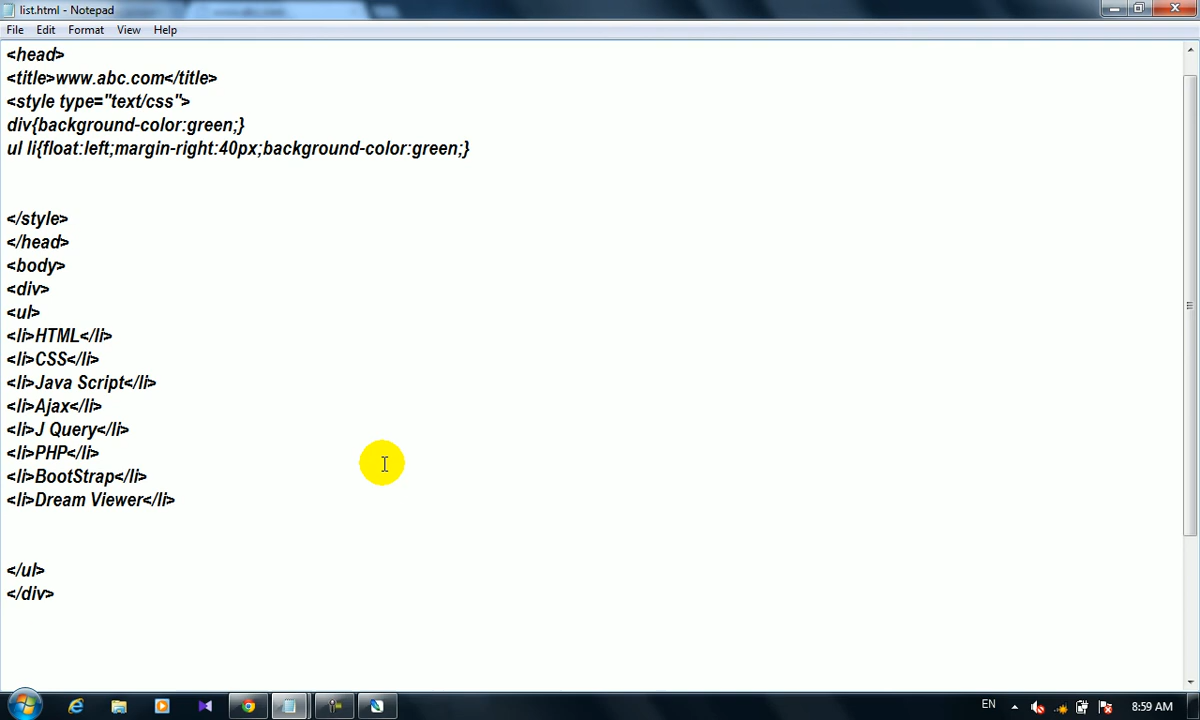 list.html - Notepad
File Edit Format View Help
<head>
<title>www.abc.com</title>
<style type="text/css">
div{background-color:green;}
ul li{float:left;margin-right:40px;background-color:green;}
</style>
</head>
<body>
<div>
<ul>
<li>HTML</li>
<li>CSS</li>
<li>Java Script</li>
<li>Ajax</li>
<li>J Query</li>
<li>PHP</li>
<li>BootStrap</li>
<li>Dream Viewer</li>
</ul>
</div>
EN 8:59 AM